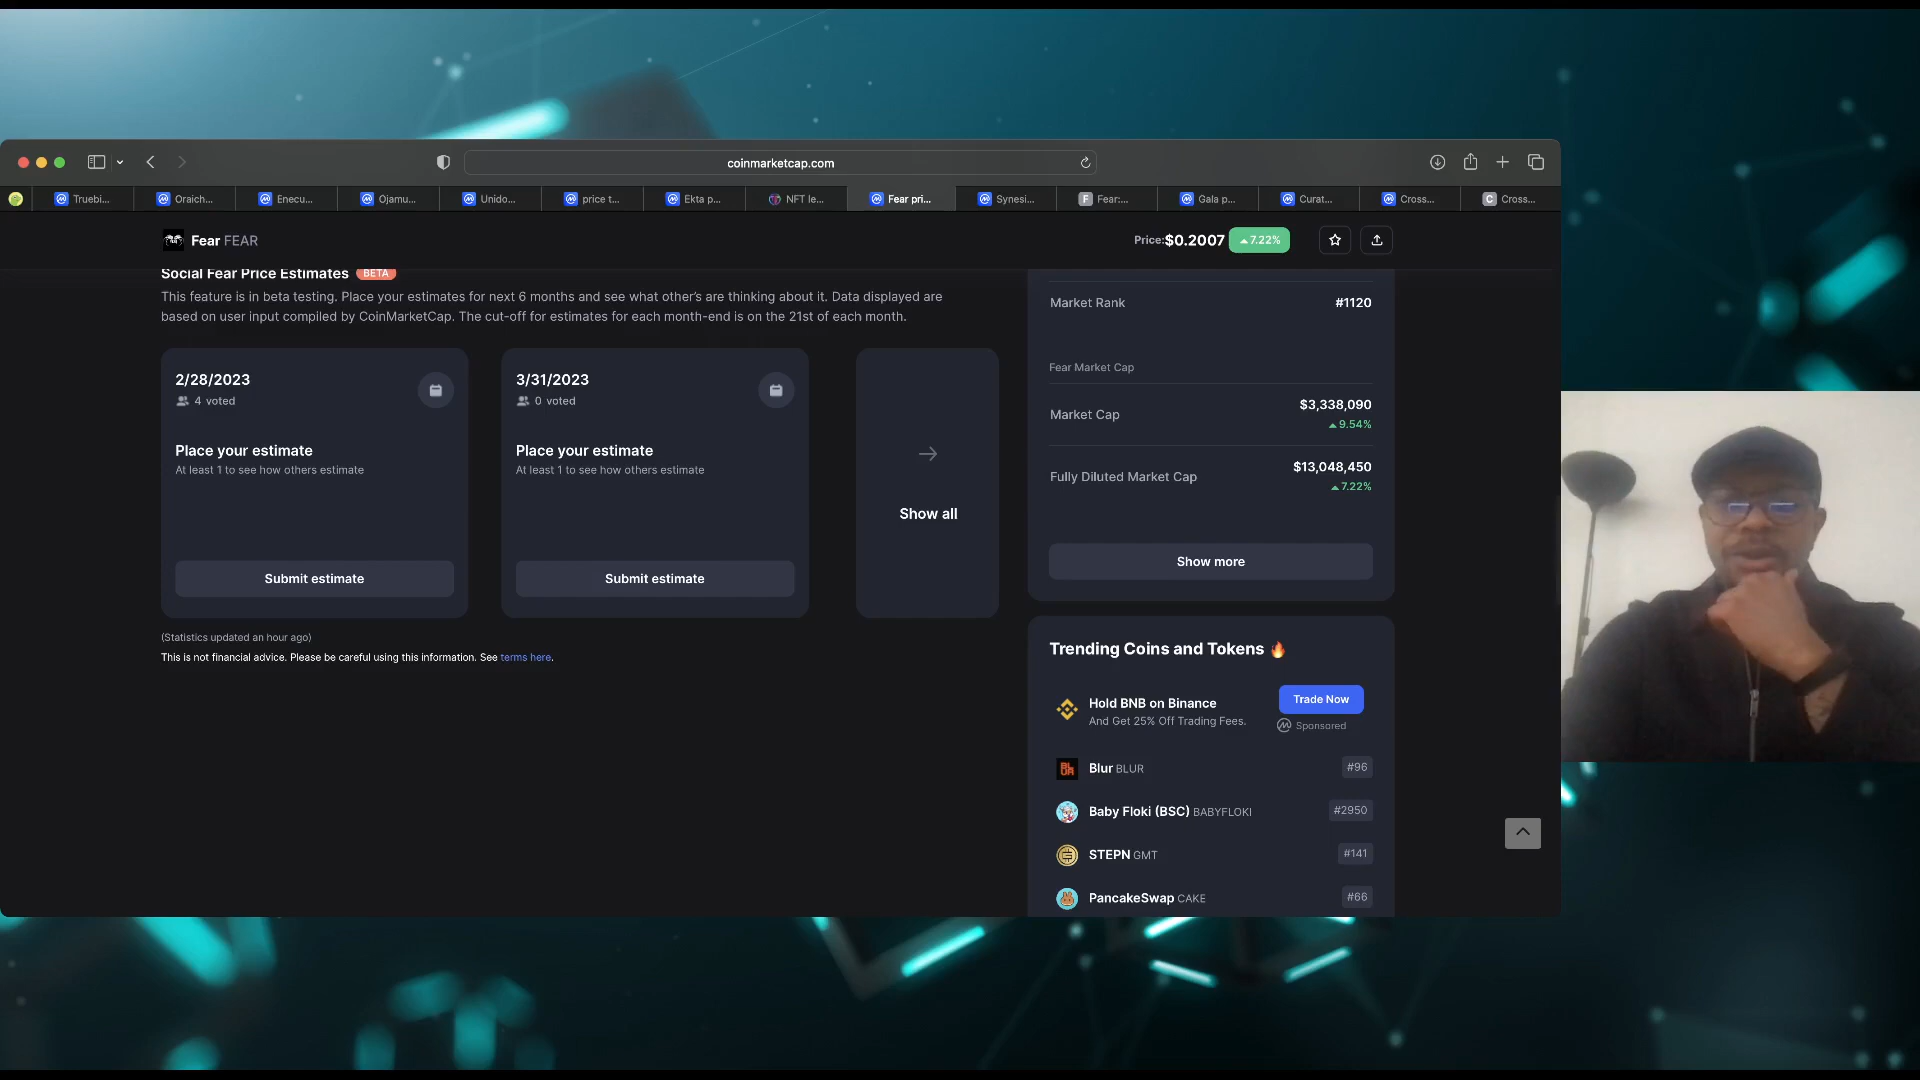 coinmarketcap.com
Truebi...
Oraich...
Enecu...
Ojamu...
Unido...
price t...
Ekta p...
NFT le...
Fear pri...
Synesi...
F Fear:...
Gala p...
Curat...
Cross...
C Cross...
Fear FEAR
Price:$0.2007 7.22%
Social Fear Price Estimates BETA
This feature is in beta testing. Place your estimates for next 6 months and see what other's are thinking about it. Data displayed are
based on user input compiled by CoinMarketCap. The cut-off for estimates for each month-end is on the 21st of each month.
2/28/2023
4 voted
Place your estimate
At least 1 to see how others estimate
Submit estimate
3/31/2023
0 voted
Place your estimate
At least 1 to see how others estimate
Submit estimate
Show all
(Statistics updated an hour ago)
This is not financial advice. Please be careful using this information. See terms here.
Market Rank #1120
Fear Market Cap
Market Cap $3,338,090
9.54%
Fully Diluted Market Cap $13,048,450
7.22%
Show more
Trending Coins and Tokens 🔥
Hold BNB on Binance
And Get 25% Off Trading Fees.
Trade Now
Sponsored
BLUR
Blur BLUR #96
Baby Floki (BSC) BABYFLOKI #2950
STEPN GMT #141
PancakeSwap CAKE #66